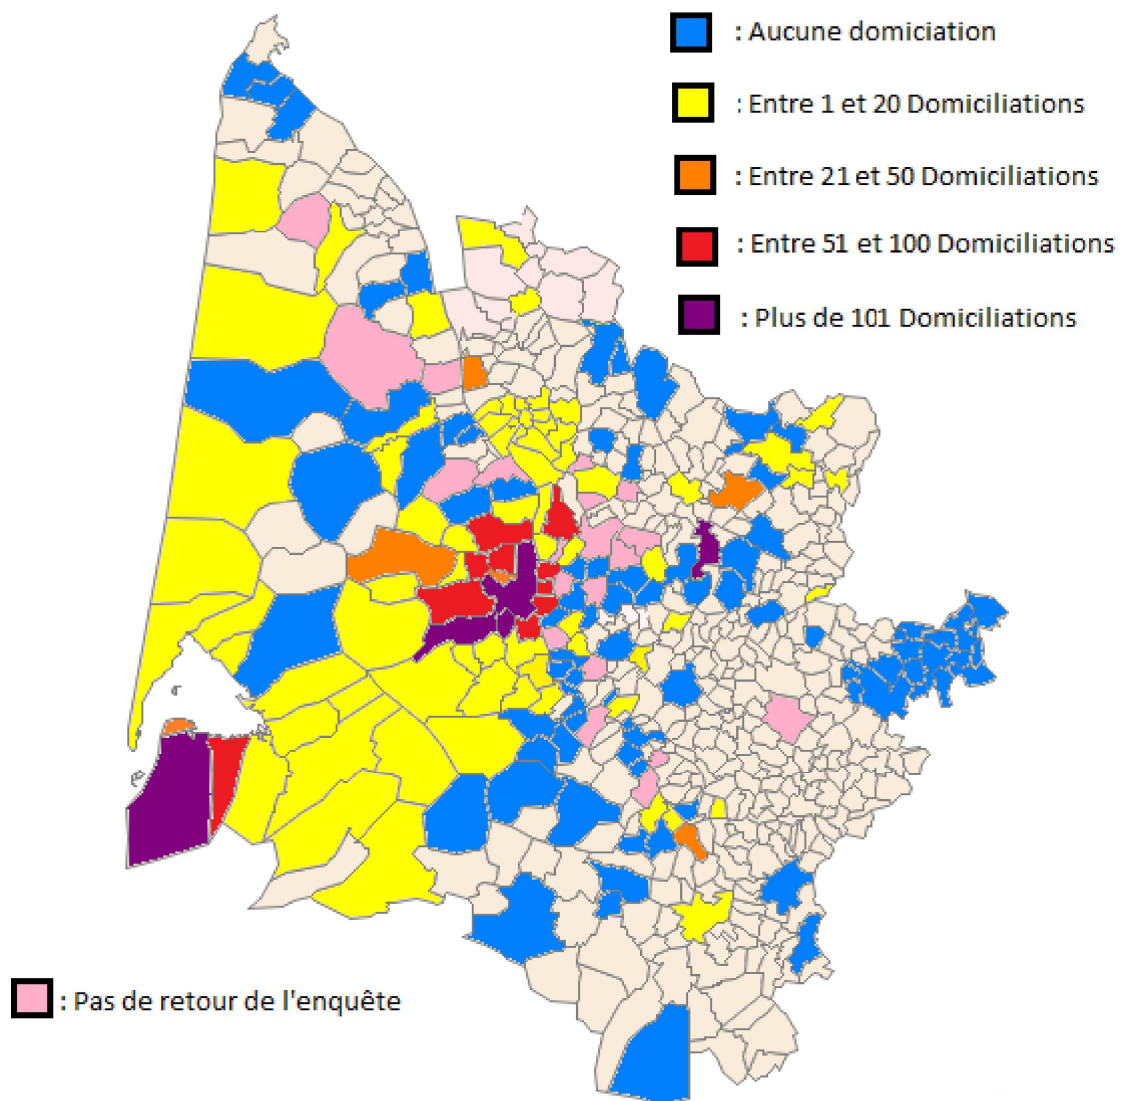 : Aucune domiciation
: Entre 1 et 20 Domiciliations
: Entre 21 et 50 Domiciliations
: Entre 51 et 100 Domiciliations
: Plus de 101 Domiciliations
: Pas de retour de l'enquête